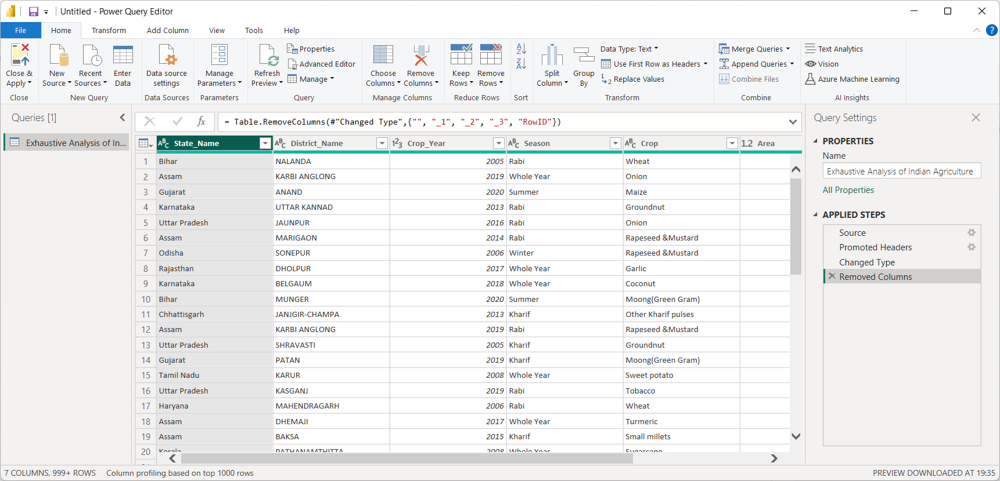 Untitled - Power Query Editor
File Home Transform Add Column View Tools Help
Close & Apply
Close
New Source
Recent Sources
Enter Data
New Query
Data source settings
Data Sources
Manage Parameters
Parameters
Refresh Preview
Properties
Advanced Editor
Manage
Query
Choose Columns
Remove Columns
Manage Columns
Keep Rows
Remove Rows
Reduce Rows
Sort
Split Column
Group By
Data Type: Text
Use First Row as Headers
Replace Values
Transform
Merge Queries
Append Queries
Combine Files
Combine
Text Analytics
Vision
Azure Machine Learning
AI Insights
Queries [1]
Exhaustive Analysis of In...
fx = Table.RemoveColumns(#"Changed Type",{"", "_1", "_2", "_3", "RowID"})
ABC State_Name ABC District_Name 123 Crop_Year ABC Season ABC Crop 1.2 Area
1 Bihar NALANDA 2005 Rabi Wheat
2 Assam KARBI ANGLONG 2019 Whole Year Onion
3 Gujarat ANAND 2020 Summer Maize
4 Karnataka UTTAR KANNAD 2013 Rabi Groundnut
5 Uttar Pradesh JAUNPUR 2016 Rabi Onion
6 Assam MARIGAON 2014 Rabi Rapeseed &Mustard
7 Odisha SONEPUR 2006 Winter Rapeseed &Mustard
8 Rajasthan DHOLPUR 2017 Whole Year Garlic
9 Karnataka BELGAUM 2018 Whole Year Coconut
10 Bihar MUNGER 2020 Summer Moong(Green Gram)
11 Chhattisgarh JANJGIR-CHAMPA 2013 Kharif Other Kharif pulses
12 Assam KARBI ANGLONG 2019 Rabi Rapeseed &Mustard
13 Uttar Pradesh SHRAVASTI 2005 Kharif Groundnut
14 Gujarat PATAN 2019 Kharif Moong(Green Gram)
15 Tamil Nadu KARUR 2008 Whole Year Sweet potato
16 Uttar Pradesh KASGANJ 2019 Rabi Tobacco
17 Haryana MAHENDRAGARH 2006 Rabi Wheat
18 Assam DHEMAJI 2017 Whole Year Turmeric
19 Assam BAKSA 2015 Kharif Small millets
20 Kerala PATHANAMTHITTA 2008 Whole Year Sugarcane
Query Settings
PROPERTIES
Name
Exhaustive Analysis of Indian Agriculture
All Properties
APPLIED STEPS
Source
Promoted Headers
Changed Type
Removed Columns
7 COLUMNS, 999+ ROWS Column profiling based on top 1000 rows
PREVIEW DOWNLOADED AT 19:35